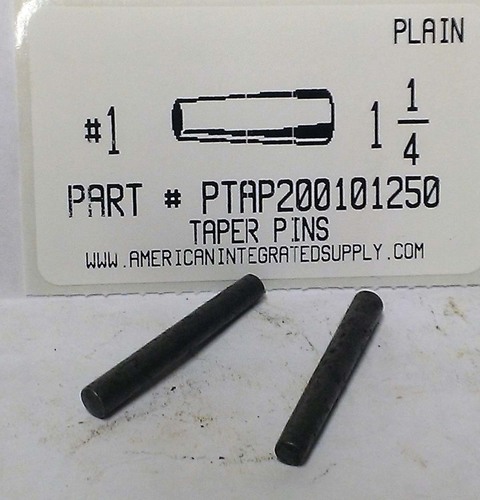 PLAIN
#1
1 1/4
PART # PTAP200101250
TAPER PINS
WWW.AMERICANINTEGRATEDSUPPLY.COM